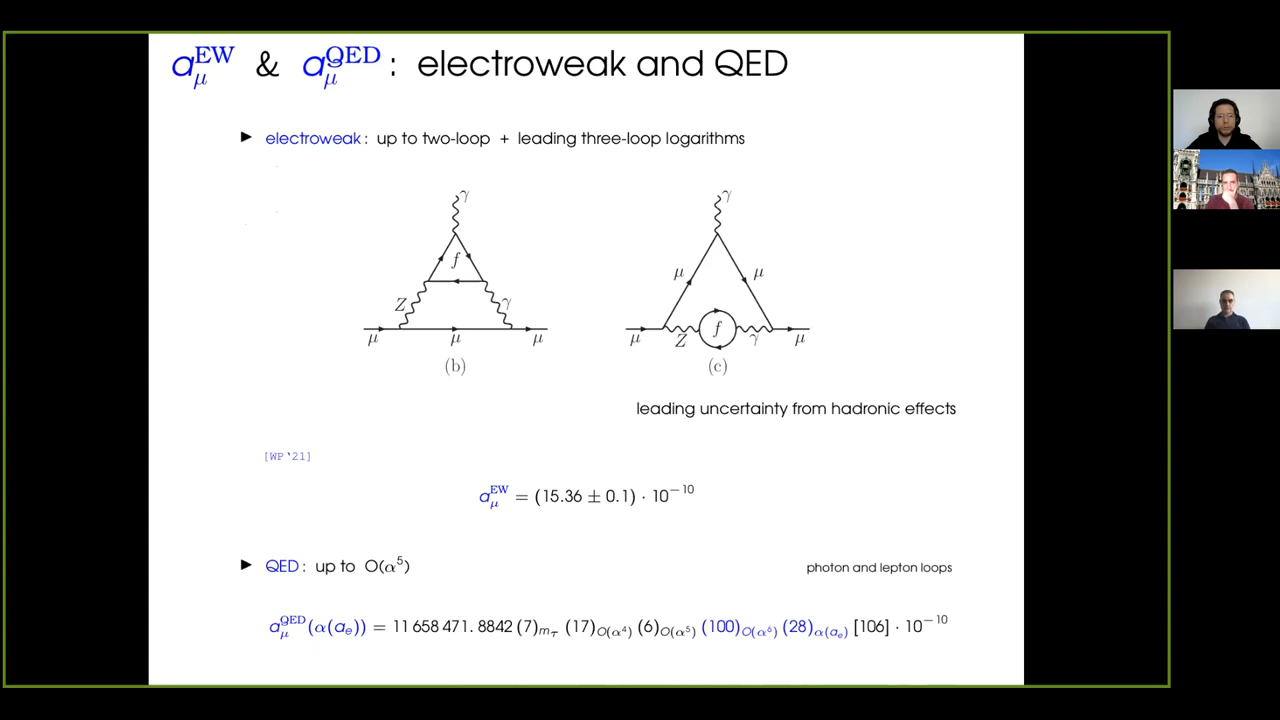 a_μ^EW & a_μ^QED : electroweak and QED
► electroweak : up to two-loop + leading three-loop logarithms
γ γ
f μ μ
Z γ f
μ μ μ μ Z γ μ
(b) (c)
leading uncertainty from hadronic effects
[WP '21]
a_μ^EW = (15.36 ± 0.1) · 10^−10
► QED : up to O(α^5) photon and lepton loops
a_μ^QED(α(a_e)) = 11 658 471. 8842 (7)_m_τ (17)_O(α^4) (6)_O(α^5) (100)_O(α^6) (28)_α(a_e) [106] · 10^−10